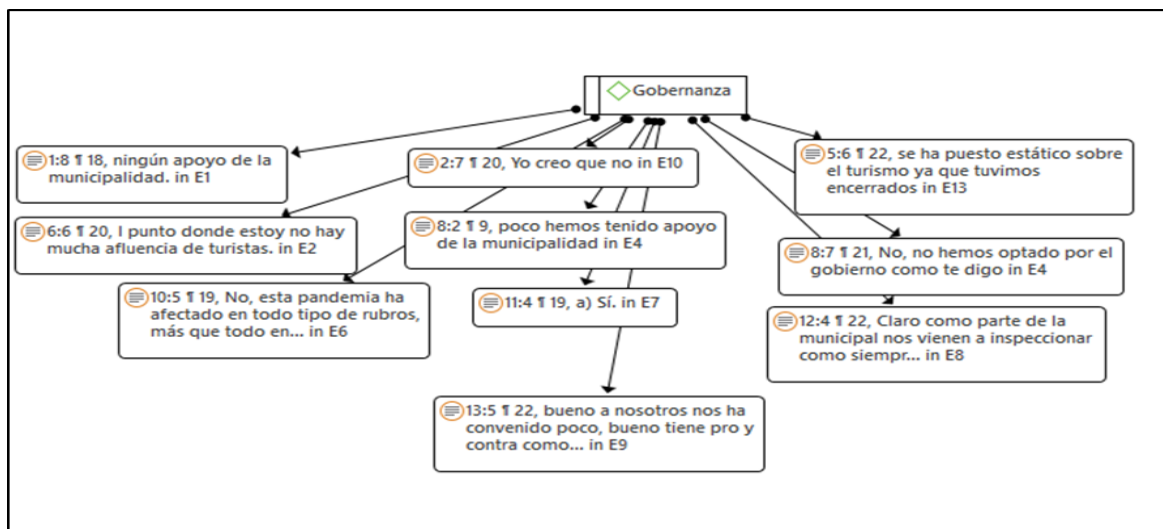 Gobernanza
1:8 ¶ 18, ningún apoyo de la
municipalidad. in E1
2:7 ¶ 20, Yo creo que no in E10
5:6 ¶ 22, se ha puesto estático sobre
el turismo ya que tuvimos
encerrados in E13
6:6 ¶ 20, l punto donde estoy no hay
mucha afluencia de turistas. in E2
8:2 ¶ 9, poco hemos tenido apoyo
de la municipalidad in E4
8:7 ¶ 21, No, no hemos optado por el
gobierno como te digo in E4
10:5 ¶ 19, No, esta pandemia ha
afectado en todo tipo de rubros,
más que todo en... in E6
11:4 ¶ 19, a) Sí. in E7
12:4 ¶ 22, Claro como parte de la
municipal nos vienen a inspeccionar
como siempr... in E8
13:5 ¶ 22, bueno a nosotros nos ha
convenido poco, bueno tiene pro y
contra como... in E9